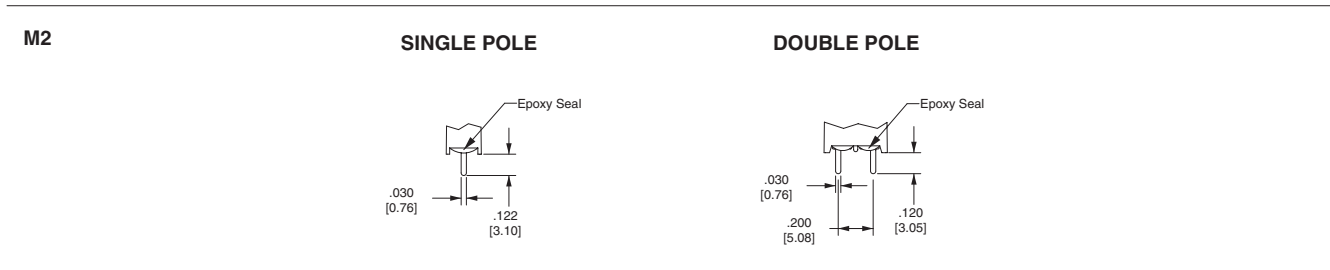 M2
SINGLE POLE
DOUBLE POLE
Epoxy Seal
.030
[0.76]
.122
[3.10]
Epoxy Seal
.030
[0.76]
.200
[5.08]
.120
[3.05]